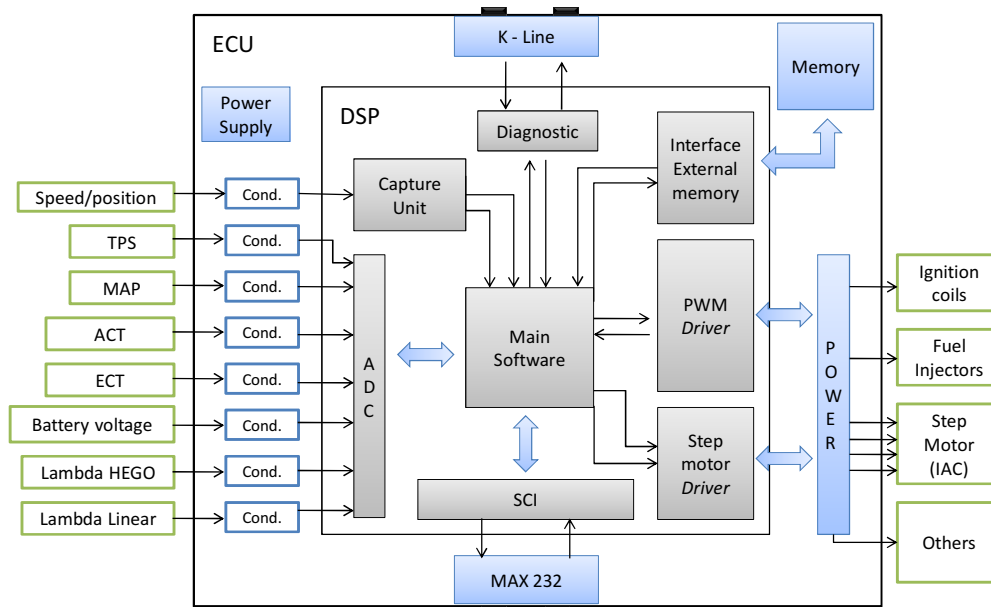 ECU
K - Line
Memory
Power
Supply
DSP
Diagnostic
Interface
External
memory
Capture
Unit
Speed/position
Cond.
TPS
Cond.
MAP
Cond.
ACT
Cond.
ECT
Cond.
Battery voltage
Cond.
Lambda HEGO
Cond.
Lambda Linear
Cond.
A
D
C
Main
Software
PWM
Driver
Step
motor
Driver
SCI
MAX 232
P
O
W
E
R
Ignition
coils
Fuel
Injectors
Step
Motor
(IAC)
Others